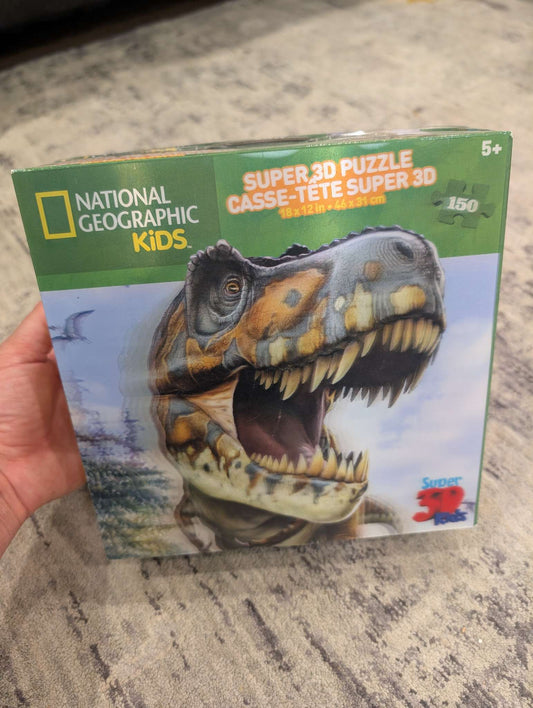 NATIONAL
GEOGRAPHIC
KiDS
SUPER 3D PUZZLE
CASSE-TÊTE SUPER 3D
18 x 12 in • 46 x 31 cm
5+
150
Super
3D